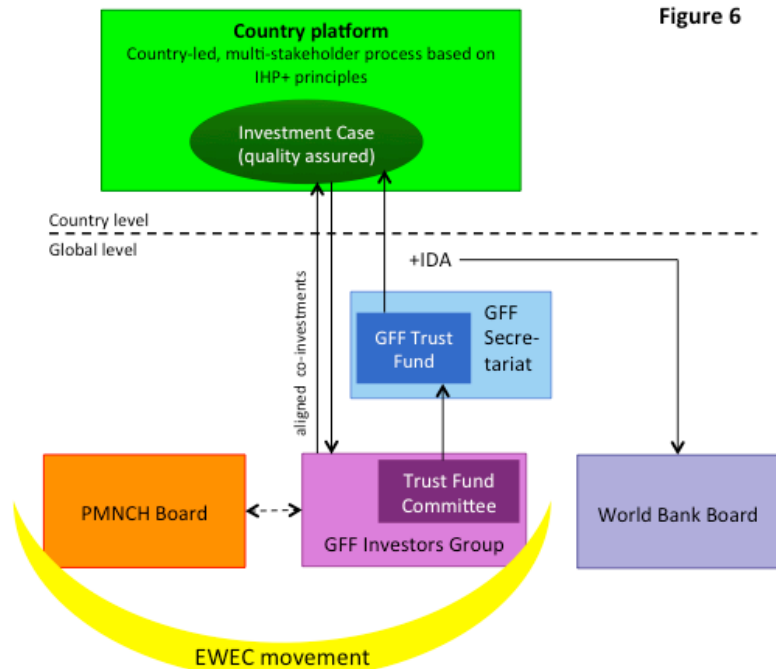 Figure 6
Country platform
Country-led, multi-stakeholder process based on
IHP+ principles
Investment Case
(quality assured)
Country level
Global level
+IDA
aligned co-investments
GFF Trust
Fund
GFF
Secre-
tariat
PMNCH Board
Trust Fund
Committee
GFF Investors Group
World Bank Board
EWEC movement